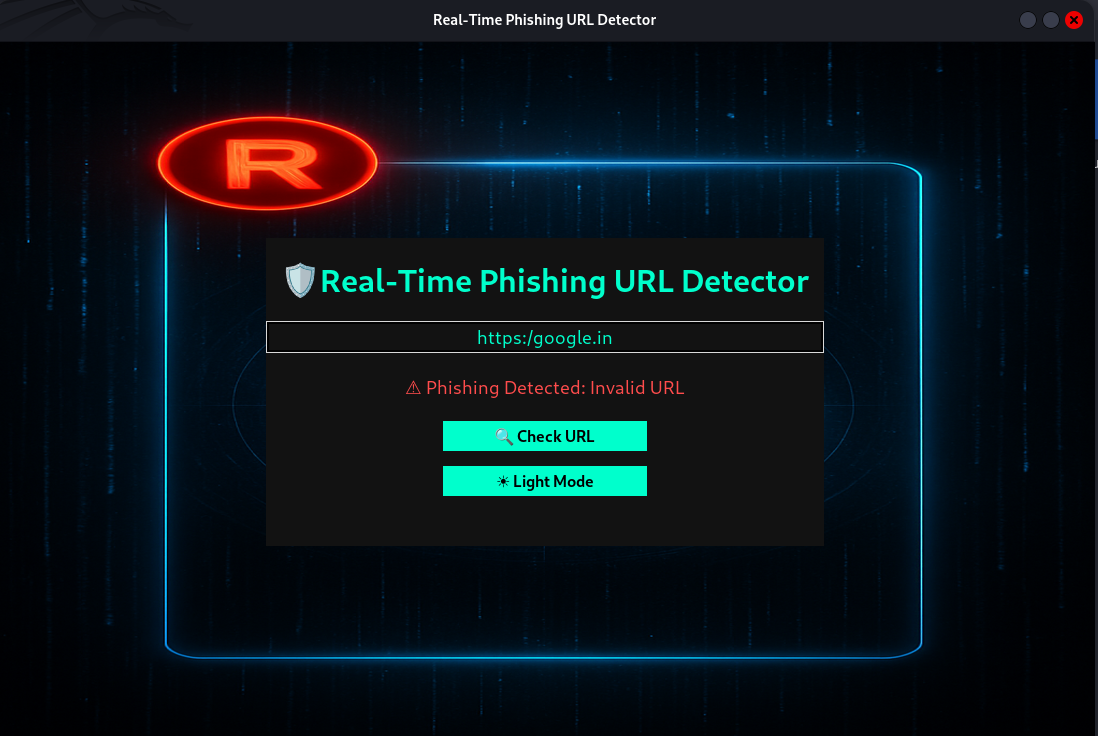 Real-Time Phishing URL Detector
R
🛡️Real-Time Phishing URL Detector
https:/google.in
⚠ Phishing Detected: Invalid URL
🔍 Check URL
☀ Light Mode